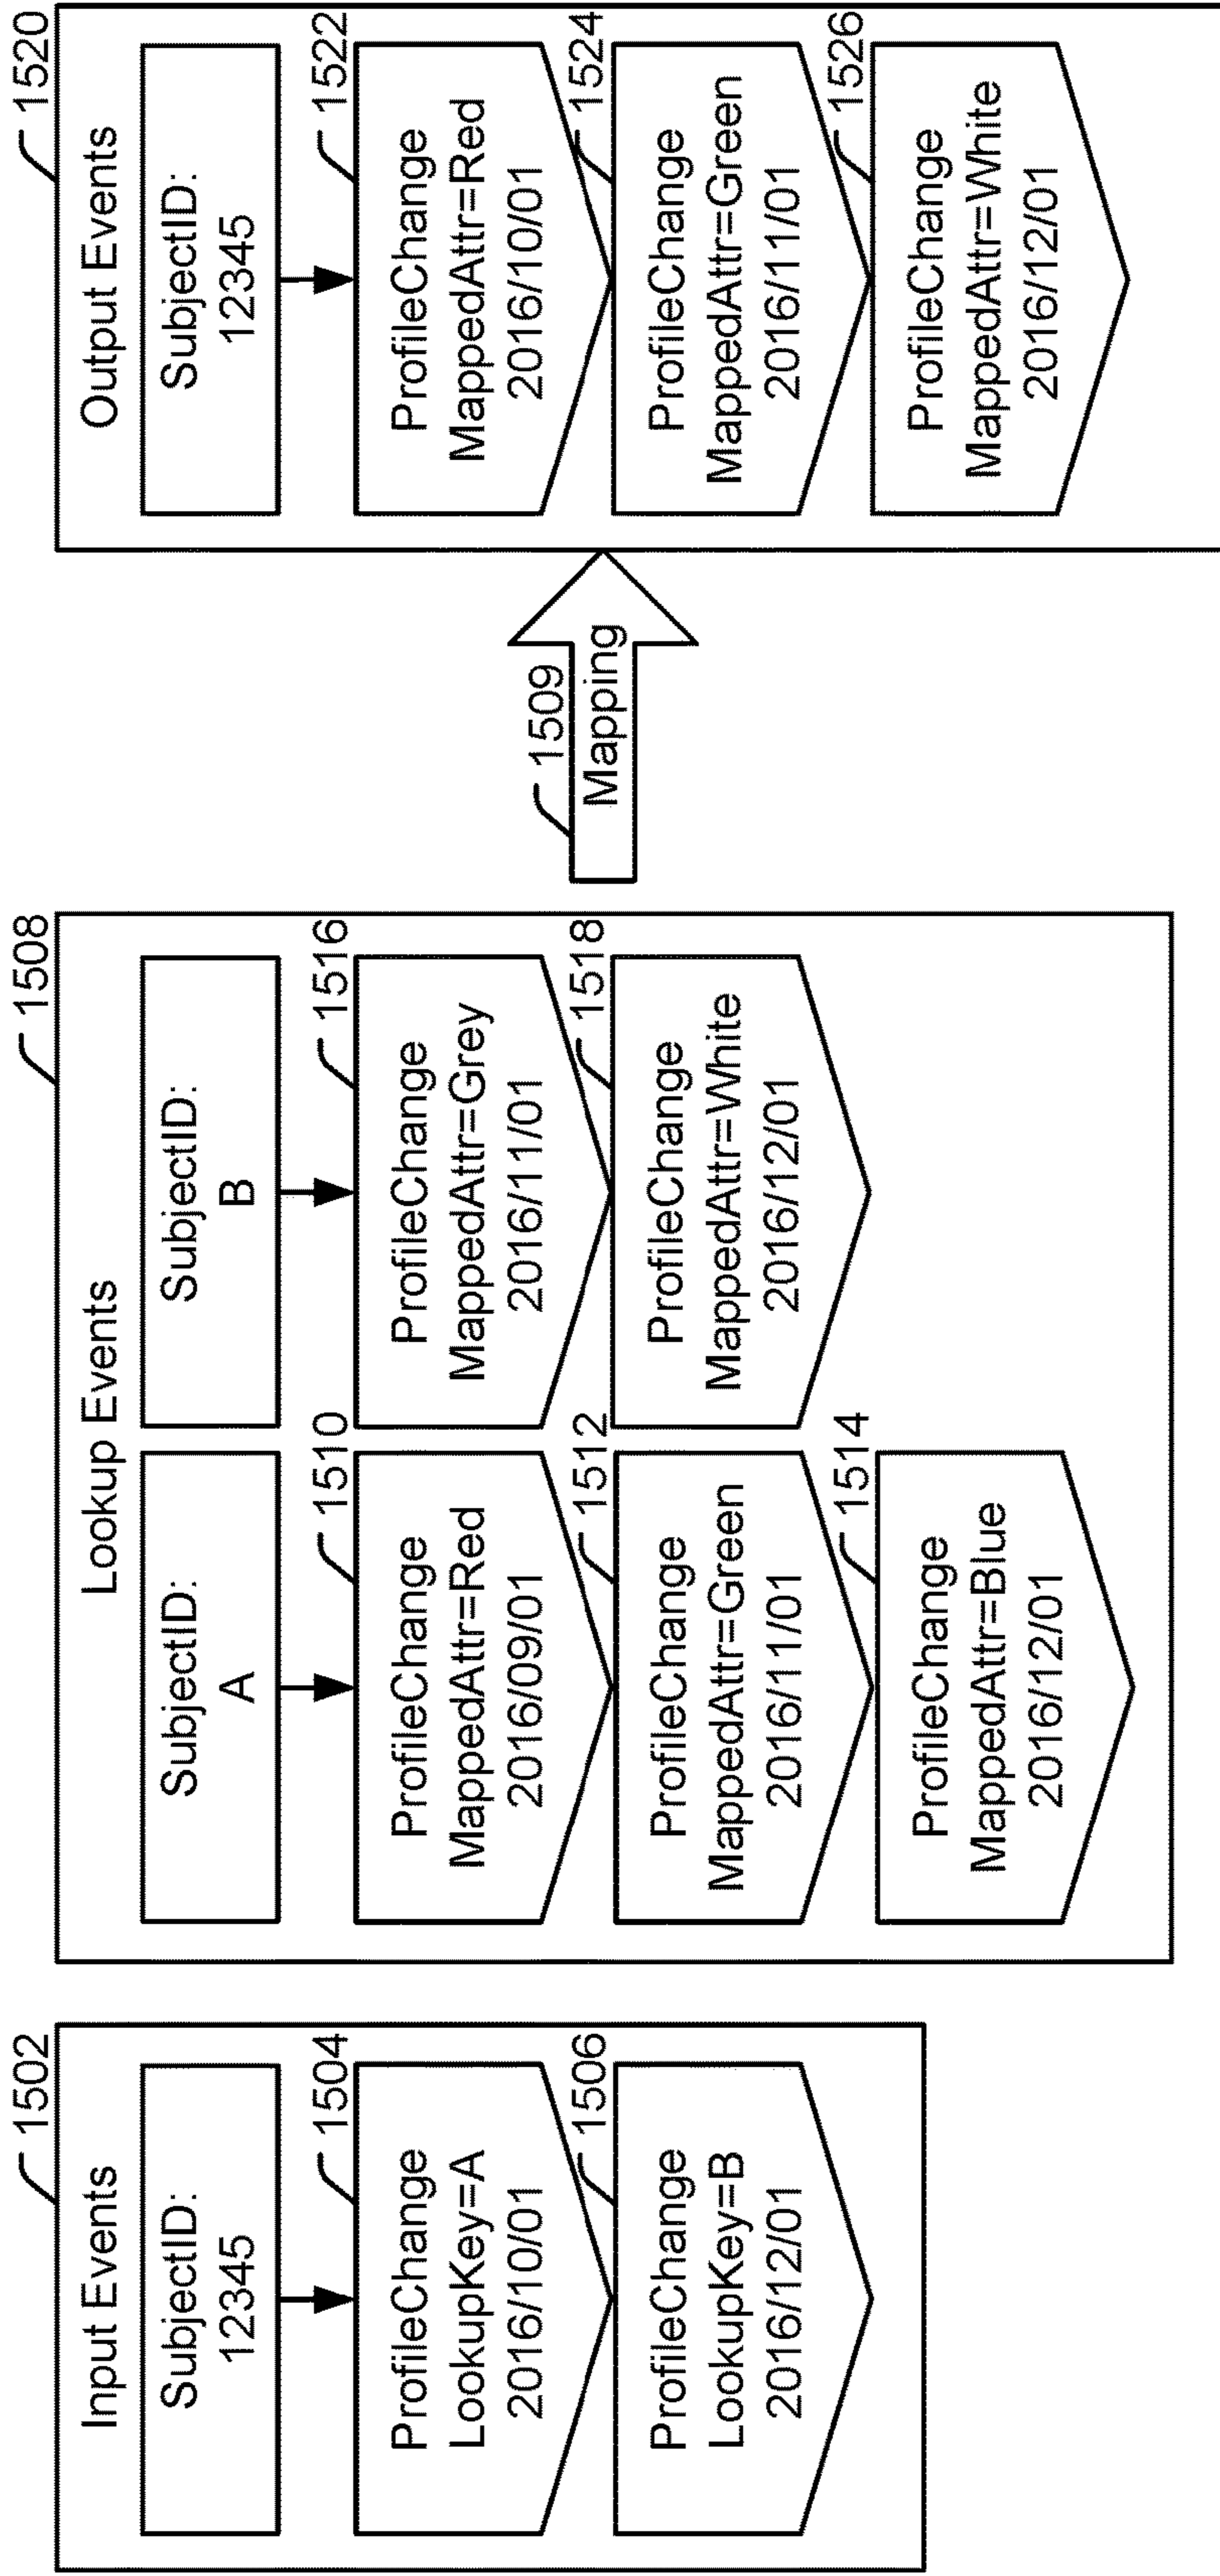 1502
Input Events
SubjectID:
12345
1504
ProfileChange
LookupKey=A
2016/10/01
1506
ProfileChange
LookupKey=B
2016/12/01
1508
Lookup Events
SubjectID:
A
1510
ProfileChange
MappedAttr=Red
2016/09/01
1512
ProfileChange
MappedAttr=Green
2016/11/01
1514
ProfileChange
MappedAttr=Blue
2016/12/01
SubjectID:
B
1516
ProfileChange
MappedAttr=Grey
2016/11/01
1518
ProfileChange
MappedAttr=White
2016/12/01
1509
Mapping
1520
Output Events
SubjectID:
12345
1522
ProfileChange
MappedAttr=Red
2016/10/01
1524
ProfileChange
MappedAttr=Green
2016/11/01
1526
ProfileChange
MappedAttr=White
2016/12/01